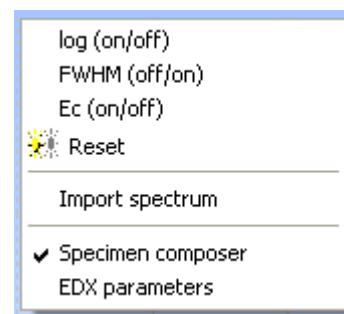 log (on/off)
FWHM (off/on)
Ec (on/off)
Reset
Import spectrum
Specimen composer
EDX parameters